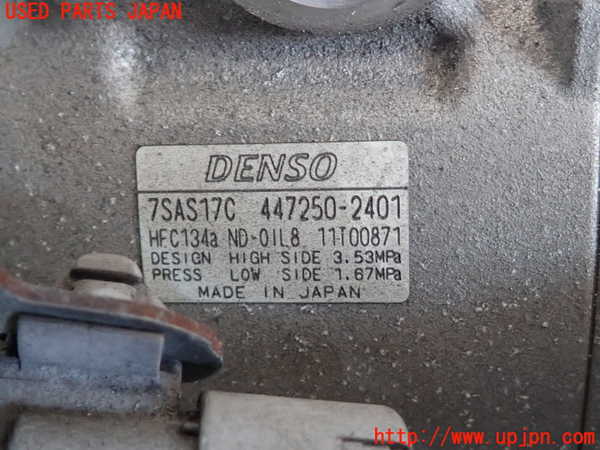 USED PARTS JAPAN
DENSO
7SAS17C 447250-2401
HFC134a ND-OIL8 11T00871
DESIGN HIGH SIDE 3.53MPa
PRESS LOW SIDE 1.67MPa
MADE IN JAPAN
http://www.upjpn.com/